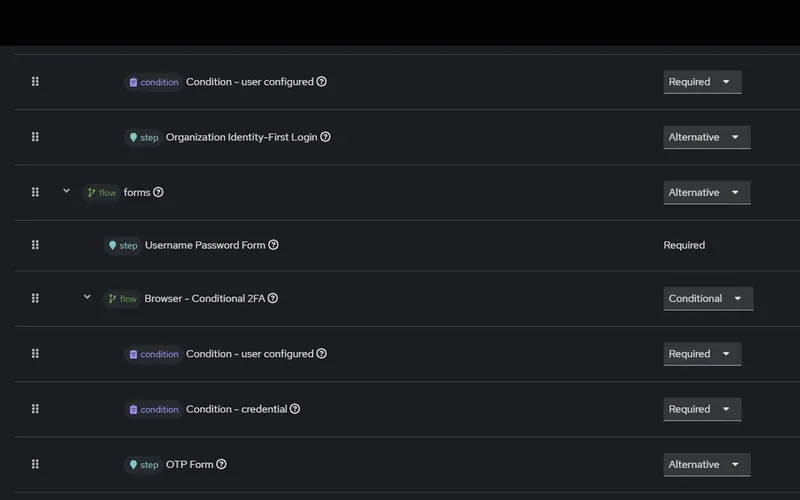 condition Condition - user configured Required
step Organization Identity-First Login Alternative
flow forms Alternative
step Username Password Form Required
flow Browser - Conditional 2FA Conditional
condition Condition - user configured Required
condition Condition - credential Required
step OTP Form Alternative